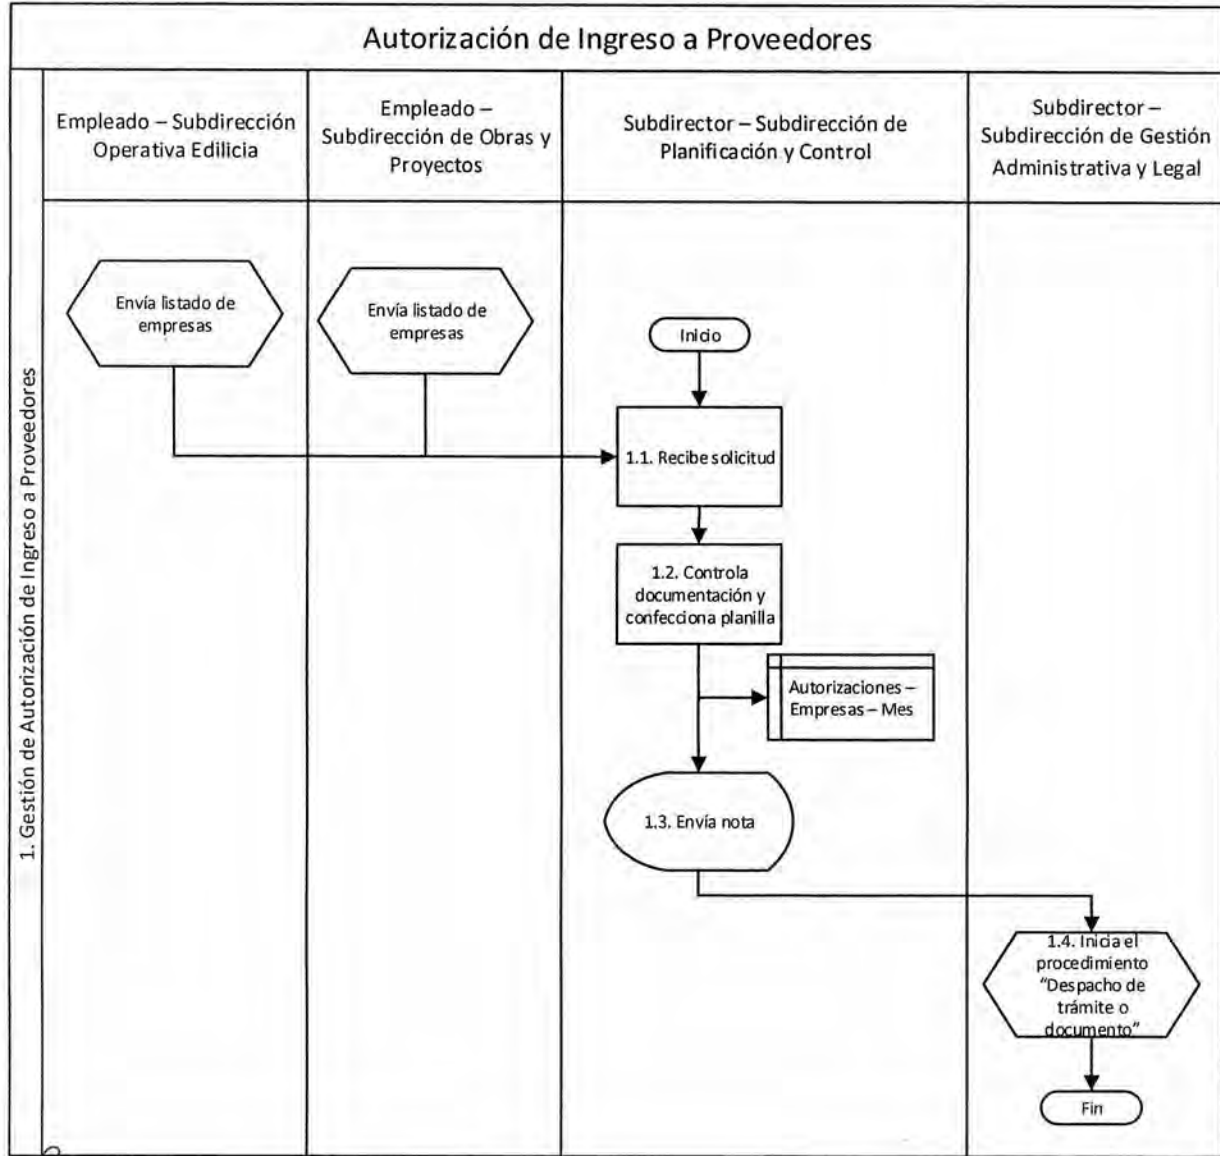 Autorización de Ingreso a Proveedores
1. Gestión de Autorización de Ingreso a Proveedores
Empleado – Subdirección
Operativa Edilicia
Empleado –
Subdirección de Obras y
Proyectos
Subdirector – Subdirección de
Planificación y Control
Subdirector –
Subdirección de Gestión
Administrativa y Legal
Envía listado de
empresas
Envía listado de
empresas
Inicio
1.1. Recibe solicitud
1.2. Controla
documentación y
confecciona planilla
Autorizaciones –
Empresas – Mes
1.3. Envía nota
1.4. Inicia el
procedimiento
“Despacho de
trámite o
documento”
Fin